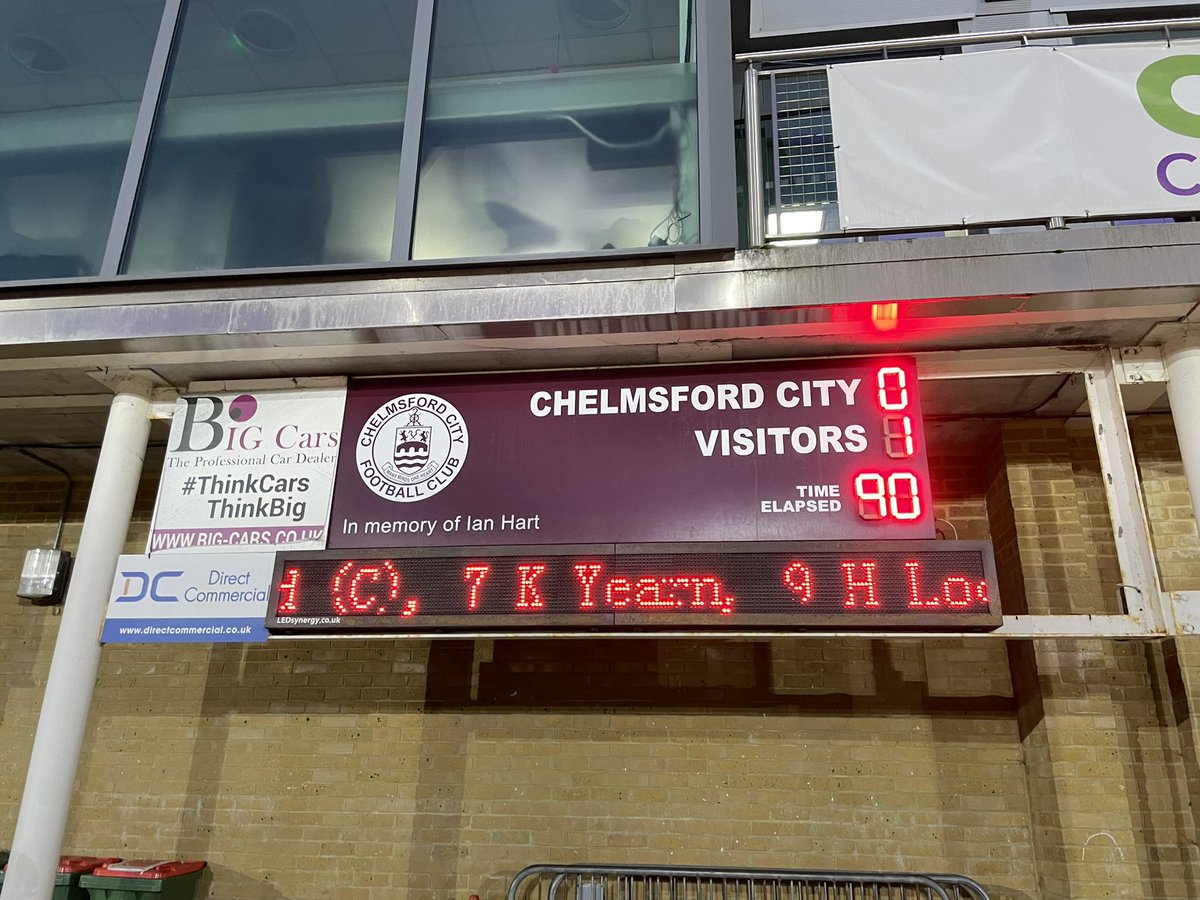 BIG CARS
The Professional Car Dealer
#ThinkCars
ThinkBig
WWW.BIG-CARS.CO.UK
DC Direct
Commercial
www.directcommercial.co.uk
CHELMSFORD CITY
FOOTBALL CLUB
In memory of Ian Hart
CHELMSFORD CITY 0
VISITORS 1
TIME
ELAPSED 90
(C), 7 K Yearn, 9 H Lo
LEDsynergy.co.uk